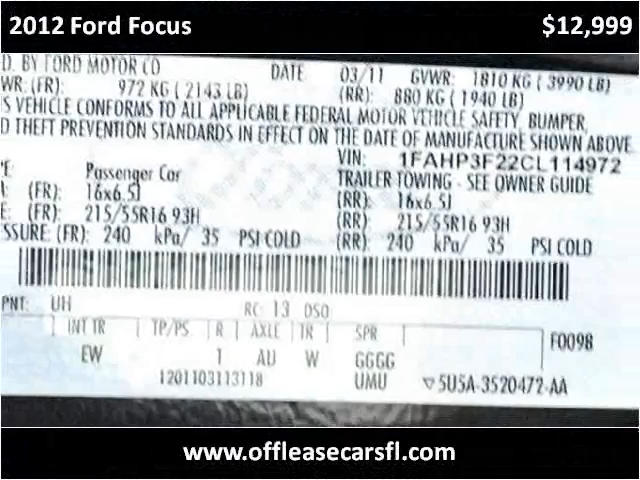 2012 Ford Focus $12,999
D. BY FORD MOTOR CO DATE 03/11 GVWR: 1810 KG ( 3990 LB)
WR: (FR): 972 KG ( 2143 LB) (RR): 880 KG ( 1940 LB)
S VEHICLE CONFORMS TO ALL APPLICABLE FEDERAL MOTOR VEHICLE SAFETY, BUMPER,
D THEFT PREVENTION STANDARDS IN EFFECT ON THE DATE OF MANUFACTURE SHOWN ABOVE
VIN: 1FAHP3F22CL114972
E: Passenger Car TRAILER TOWING - SEE OWNER GUIDE
(FR): 16x6.5J (RR): 16x6.5J
E: (FR): 215/55R16 93H (RR): 215/55R16 93H
SSURE: (FR): 240 kPa/ 35 PSI COLD (RR): 240 kPa/ 35 PSI COLD
PNT: UH RC: 13 DSO
INT TR TP/PS R AXLE TR SPR F0098
EW 1 AU W GGGG
1201103113118 UMU ▽5U5A-3520472-AA
www.offleasecarsfl.com